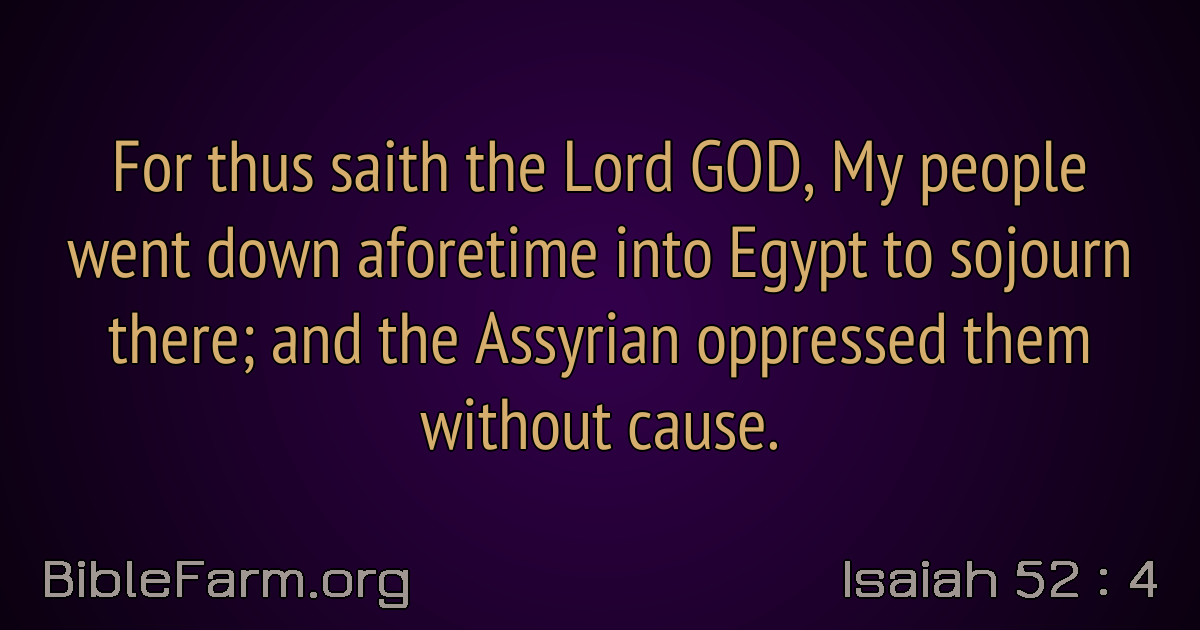 For thus saith the Lord GOD, My people
went down aforetime into Egypt to sojourn
there; and the Assyrian oppressed them
without cause.
BibleFarm.org
Isaiah 52 : 4